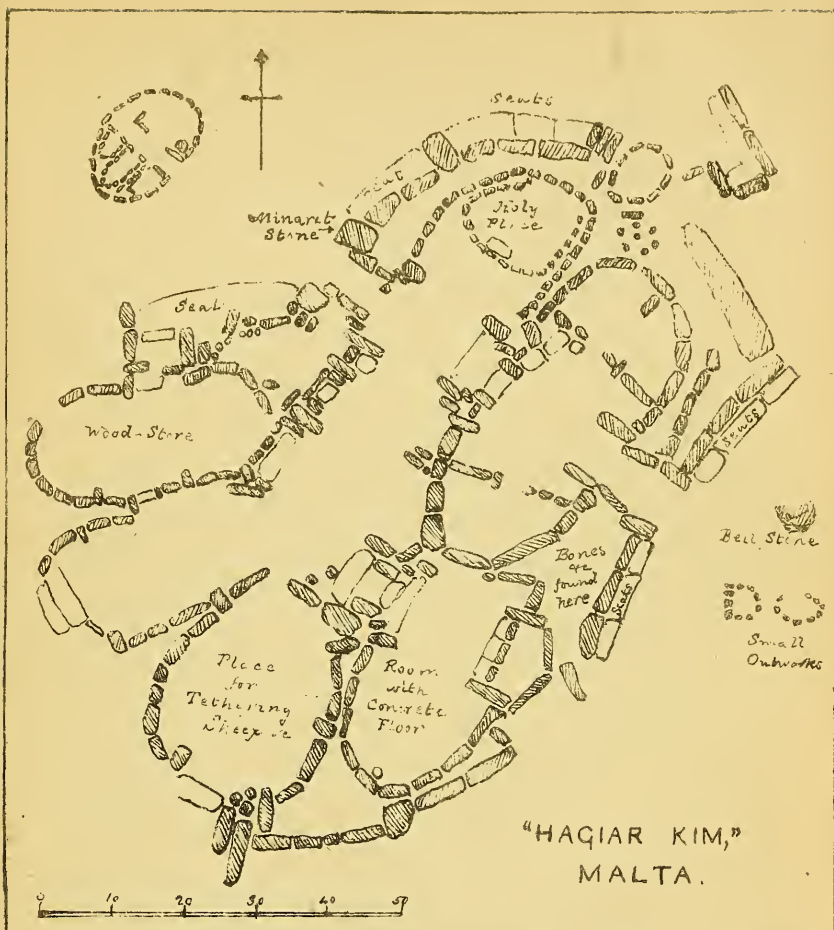 Seats
Seat
Minaret
Stone
Holy
Place
Seat
Wood-Store
Seats
Bell Stone
Bones
&c
found
here
Seats
Small
Outworks
Place
for
Tethering
Sheep &c
Room
with
Concrete
Floor
"HAGIAR KIM,"
MALTA.
0 10 20 30 40 50